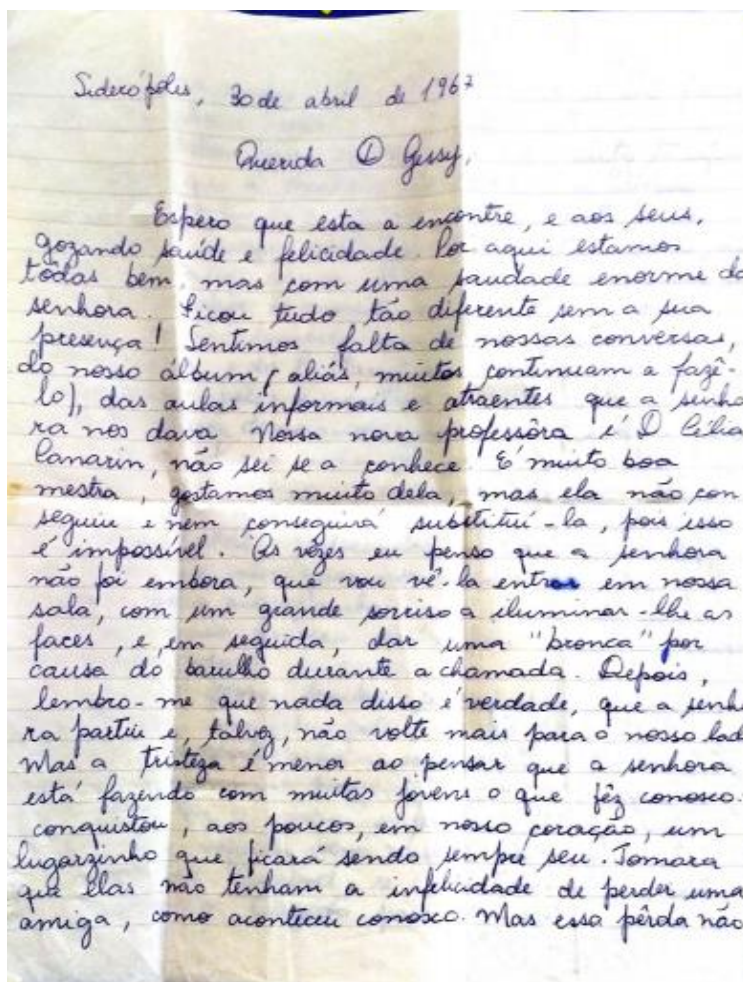 Siderópoles, 30 de abril de 1967
Querida D Gessy,
Espero que esta a encontre, e aos seus,
gozando saúde e felicidade. Por aqui estamos
todas bem, mas com uma saudade enorme da
senhora. Ficou tudo tão diferente sem a sua
presença! Sentimos falta de nossas conversas,
do nosso álbum (aliás, muitos continuam a fazê-
lo), das aulas informais e atraentes que a senho
ra nos dava Nossa nova professôra é D Célia
Canarin, não sei se a conhece. É muito boa
mestra, gostamos muito dela, mas ela não con
seguiu e nem conseguirá substituí-la, pois isso
é impossível. As vêzes eu penso que a senhora
não foi embora, que vou vê-la entrar em nossa
sala, com um grande sorriso a iluminar-lhe as
faces, e, em seguida, dar uma "bronca" por
causa do barulho durante a chamada. Depois,
lembro-me que nada disso é verdade, que a senho
ra partiu e, talvez, não volte mais para o nosso lado
Mas a tristeza é menor ao pensar que a senhora
está fazendo com muitas jovens o que fêz conosco.
conquistou, aos poucos, em nosso coração, um
lugarzinho que ficará sendo sempre seu. Tomara
que elas não tenham a infelicidade de perder uma
amiga, como aconteceu conosco. Mas essa pêrda não